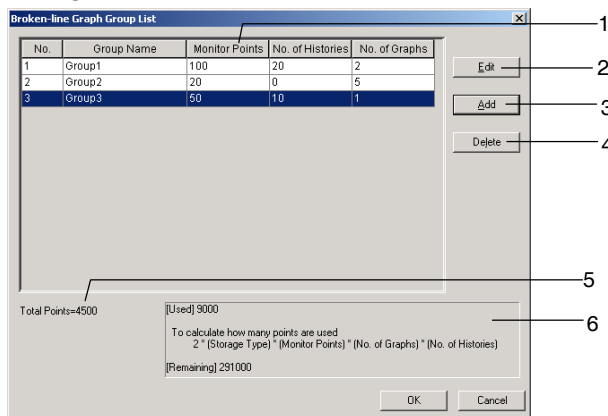 Broken-line Graph Group List
1
No. Group Name Monitor Points No. of Histories No. of Graphs
1 Group1 100 20 2
2 Group2 20 0 5
3 Group3 50 10 1
Edit
2
Add
3
Delete
4
5
Total Points=4500
[Used] 9000
To calculate how many points are used
2 * (Storage Type) * (Monitor Points) * (No. of Graphs) * (No. of Histories)
6
[Remaining] 291000
OK Cancel